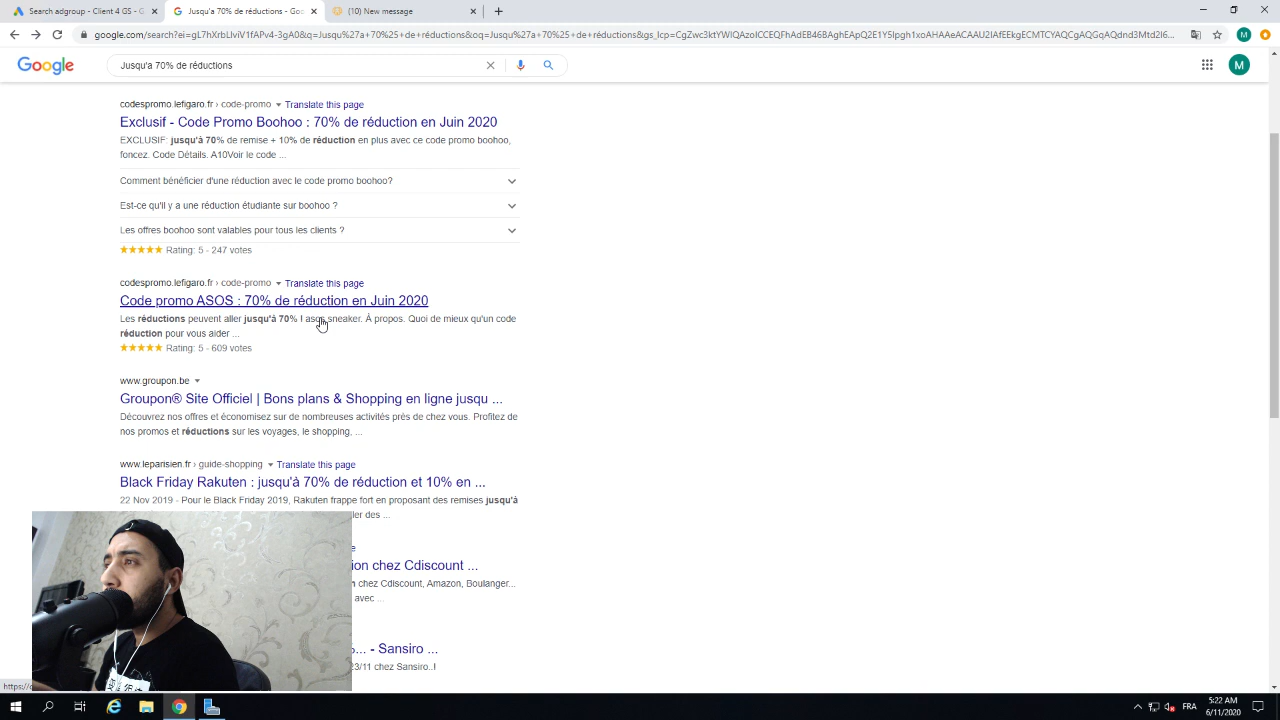 Search adgroup - Client 4 GS - G
Jusqu'a 70% de réductions - Goo
(10) New message
Google
Jusqu'a 70% de réductions
M
M
codespromo.lefigaro.fr › code-promo
Translate this page
Exclusif - Code Promo Boohoo : 70% de réduction en Juin 2020
EXCLUSIF: jusqu'à 70% de remise + 10% de réduction en plus avec ce code promo boohoo,
foncez. Code Détails. A10Voir le code ...
Comment bénéficier d'une réduction avec le code promo boohoo?
Est-ce qu'il y a une réduction étudiante sur boohoo ?
Les offres boohoo sont valables pour tous les clients ?
Rating: 5 - 247 votes
codespromo.lefigaro.fr › code-promo
Translate this page
Code promo ASOS : 70% de réduction en Juin 2020
Les réductions peuvent aller jusqu'à 70% ! asos sneaker. À propos. Quoi de mieux qu'un code
réduction pour vous aider ...
Rating: 5 - 609 votes
www.groupon.be
Groupon® Site Officiel | Bons plans & Shopping en ligne jusqu ...
Découvrez nos offres et économisez sur de nombreuses activités près de chez vous. Profitez de
nos promos et réductions sur les voyages, le shopping, ...
www.leparisien.fr › guide-shopping
Translate this page
Black Friday Rakuten : jusqu'à 70% de réduction et 10% en ...
22 Nov 2019 - Pour le Black Friday 2019, Rakuten frappe fort en proposant des remises jusqu'à
ler des ...
e
ion chez Cdiscount ...
n chez Cdiscount, Amazon, Boulanger...
avec ...
... - Sansiro ...
23/11 chez Sansiro..!
FRA
5:22 AM
6/11/2020